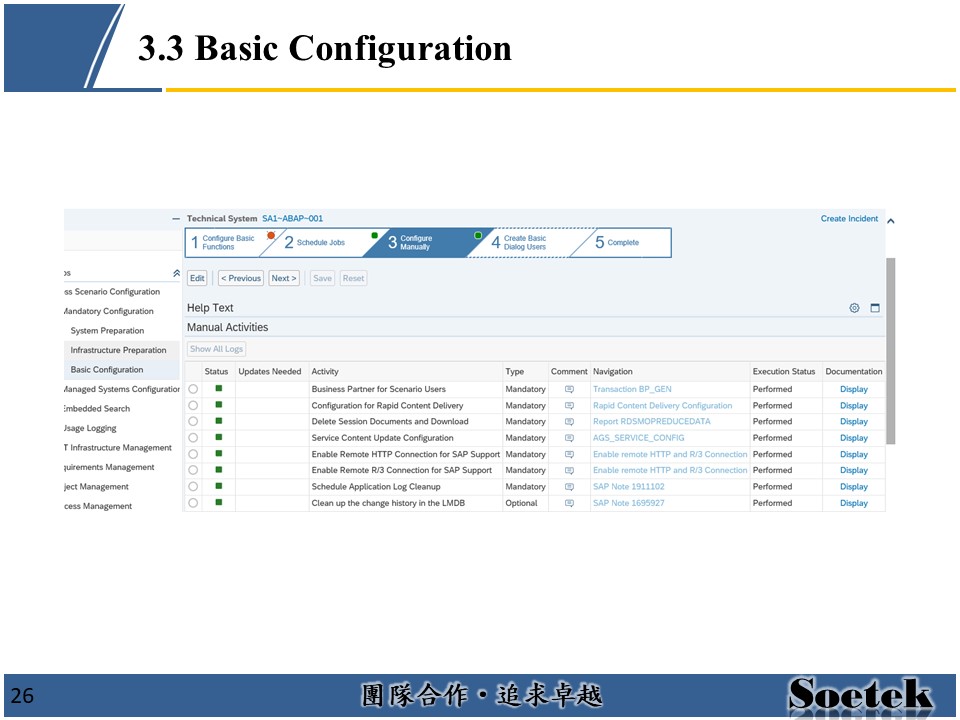 3.3 Basic Configuration
Technical System SA1~ABAP~001
Create Incident
1 Configure Basic Functions
2 Schedule Jobs
3 Configure Manually
4 Create Basic Dialog Users
5 Complete
Edit < Previous Next > Save Reset
Help Text
Manual Activities
Show All Logs
ss Scenario Configuration
Mandatory Configuration
System Preparation
Infrastructure Preparation
Basic Configuration
Managed Systems Configuration
Embedded Search
Usage Logging
T Infrastructure Management
quirements Management
ject Management
cess Management
Status Updates Needed Activity Type Comment Navigation Execution Status Documentation
Business Partner for Scenario Users Mandatory Transaction BP_GEN Performed Display
Configuration for Rapid Content Delivery Mandatory Rapid Content Delivery Configuration Performed Display
Delete Session Documents and Download Mandatory Report RDSMOPREDUCEDATA Performed Display
Service Content Update Configuration Mandatory AGS_SERVICE_CONFIG Performed Display
Enable Remote HTTP Connection for SAP Support Mandatory Enable remote HTTP and R/3 Connection Performed Display
Enable Remote R/3 Connection for SAP Support Mandatory Enable remote HTTP and R/3 Connection Performed Display
Schedule Application Log Cleanup Mandatory SAP Note 1911102 Performed Display
Clean up the change history in the LMDB Optional SAP Note 1695927 Performed Display
26
團隊合作・追求卓越
Soetek